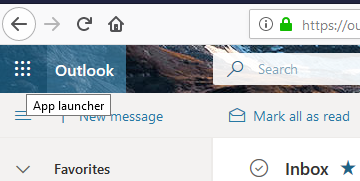 https://ou
Outlook
Search
App launcher
New message
Mark all as read
Favorites
Inbox